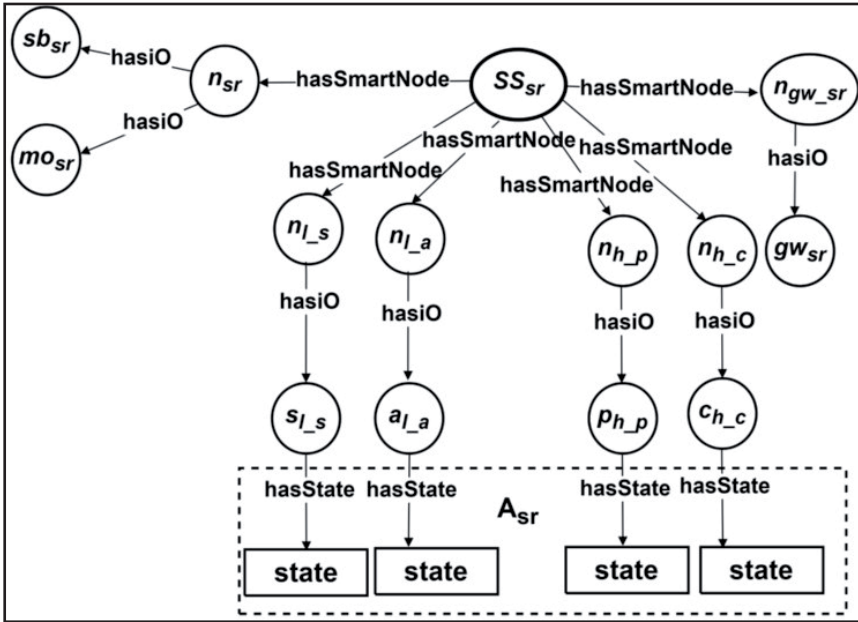 sb_sr
hasiO
n_sr
hasSmartNode
SS_sr
hasSmartNode
n_gw_sr
hasiO
mo_sr
hasSmartNode
hasSmartNode
hasSmartNode
hasSmartNode
hasiO
n_l_s
n_l_a
n_h_p
n_h_c
gw_sr
hasiO
hasiO
hasiO
hasiO
s_l_s
a_l_a
p_h_p
c_h_c
hasState
hasState
A_sr
hasState
hasState
state
state
state
state